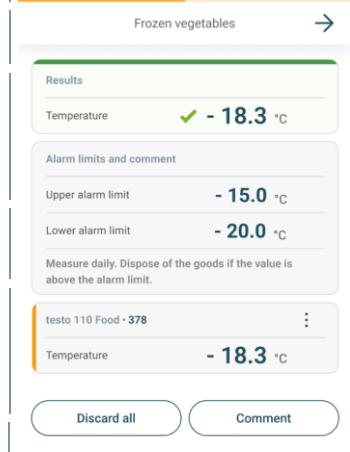 Frozen vegetables
Results
Temperature - 18.3 °C
Alarm limits and comment
Upper alarm limit - 15.0 °C
Lower alarm limit - 20.0 °C
Measure daily. Dispose of the goods if the value is
above the alarm limit.
testo 110 Food • 378
Temperature - 18.3 °C
Discard all Comment